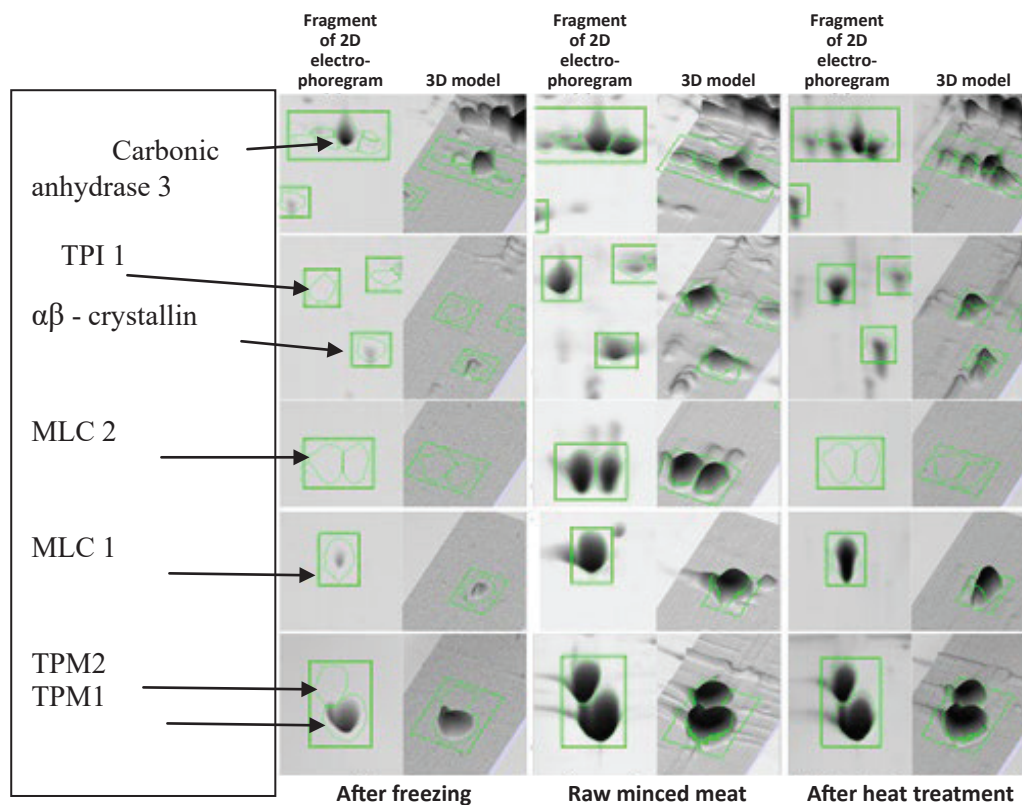 Fragment
of 2D
electro-
phoregram
3D model
Fragment
of 2D
electro-
phoregram
3D model
Fragment
of 2D
electro-
phoregram
3D model
Carbonic
anhydrase 3
TPI 1
αβ - crystallin
MLC 2
MLC 1
TPM2
TPM1
After freezing
Raw minced meat
After heat treatment